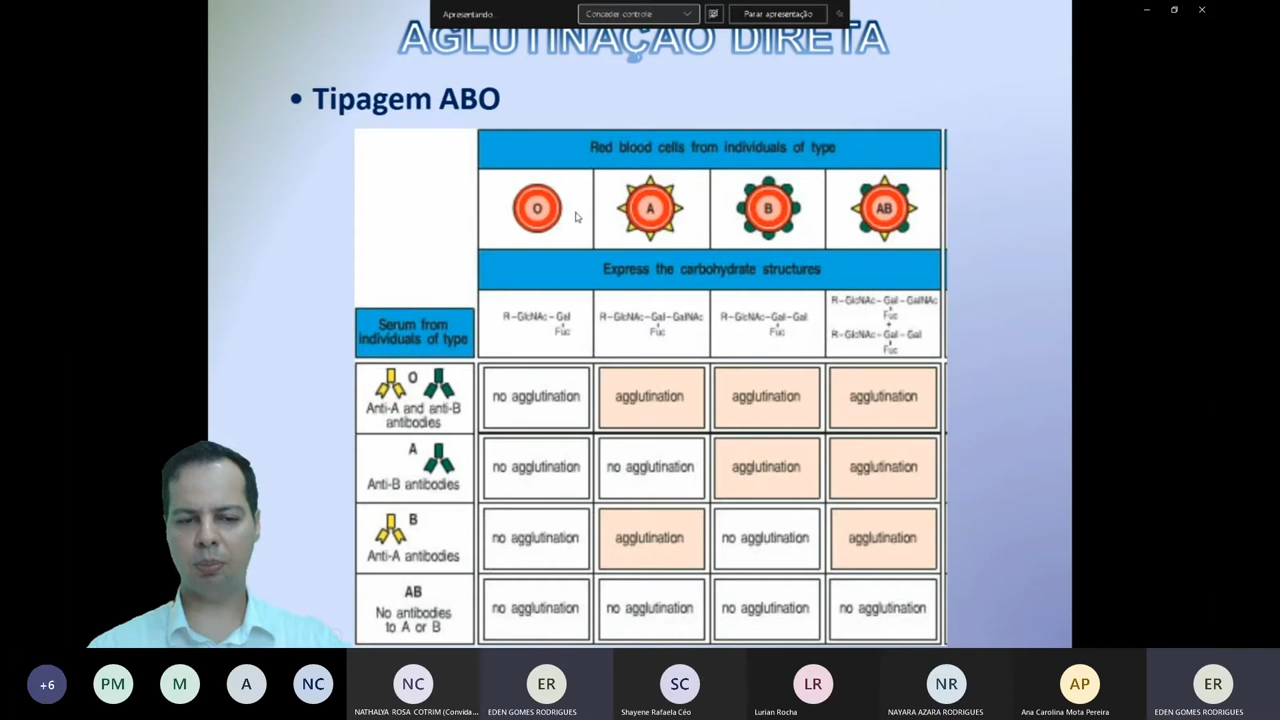 Apresentando...
Conceder controle
Parar apresentação
AGLUTINAÇÃO DIRETA
• Tipagem ABO
Red blood cells from individuals of type
O
A
B
AB
Express the carbohydrate structures
Serum from
individuals of type
R-GlcNAc-Gal
Fuc
R-GlcNAc-Gal-GalNAc
Fuc
R-GlcNAc-Gal-Gal
Fuc
R-GlcNAc-Gal-GalNAc
Fuc
+
R-GlcNAc-Gal-Gal
Fuc
O
Anti-A and anti-B
antibodies
no agglutination
agglutination
agglutination
agglutination
A
Anti-B antibodies
no agglutination
no agglutination
agglutination
agglutination
B
Anti-A antibodies
no agglutination
agglutination
no agglutination
agglutination
AB
No antibodies
to A or B
no agglutination
no agglutination
no agglutination
no agglutination
+6
PM
M
A
NC
NC
NATHALYA ROSA COTRIM (Convida...
ER
EDEN GOMES RODRIGUES
SC
Shayene Rafaela Céo
LR
Lurian Rocha
NR
NAYARA AZARA RODRIGUES
AP
Ana Carolina Mota Pereira
ER
EDEN GOMES RODRIGUES